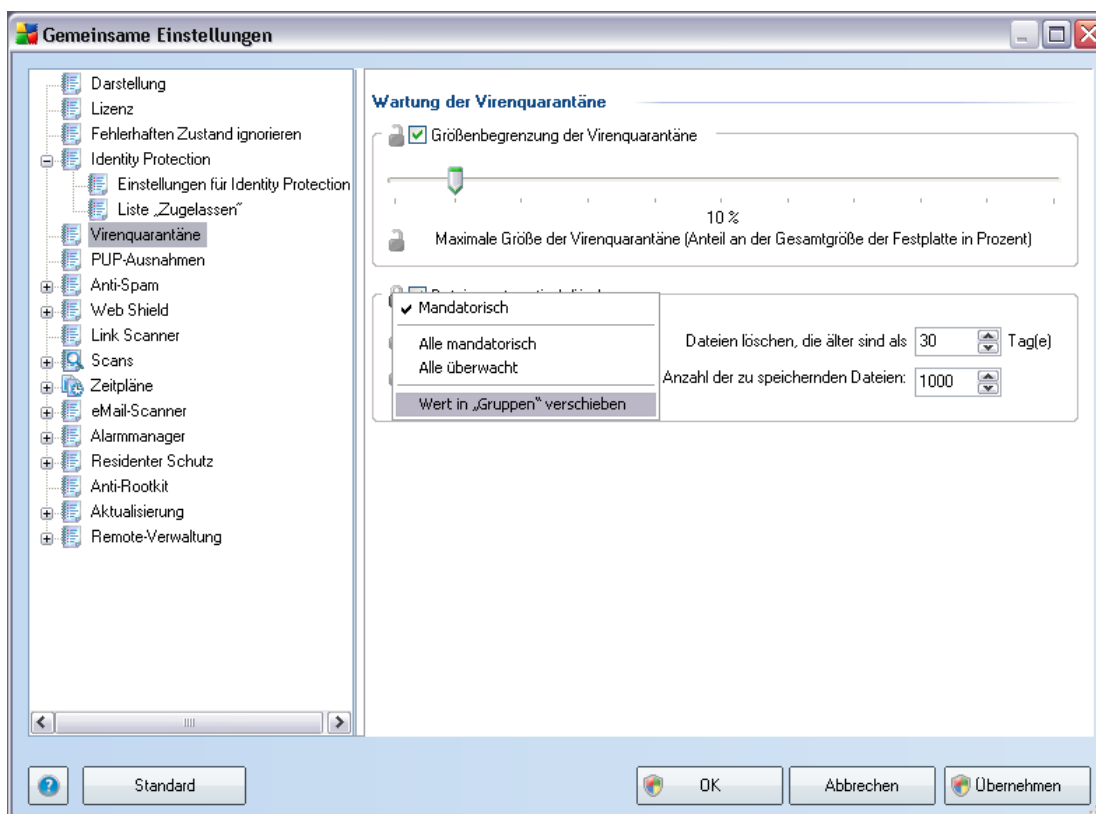 Gemeinsame Einstellungen
Darstellung
Lizenz
Fehlerhaften Zustand ignorieren
Identity Protection
Einstellungen für Identity Protection
Liste „Zugelassen“
Virenquarantäne
PUP-Ausnahmen
Anti-Spam
Web Shield
Link Scanner
Scans
Zeitpläne
eMail-Scanner
Alarmmanager
Residenter Schutz
Anti-Rootkit
Aktualisierung
Remote-Verwaltung
Wartung der Virenquarantäne
Größenbegrenzung der Virenquarantäne
10 %
Maximale Größe der Virenquarantäne (Anteil an der Gesamtgröße der Festplatte in Prozent)
Mandatorisch
Alle mandatorisch
Alle überwacht
Wert in „Gruppen“ verschieben
Dateien löschen, die älter sind als 30 Tag(e)
Anzahl der zu speichernden Dateien: 1000
Standard
OK
Abbrechen
Übernehmen